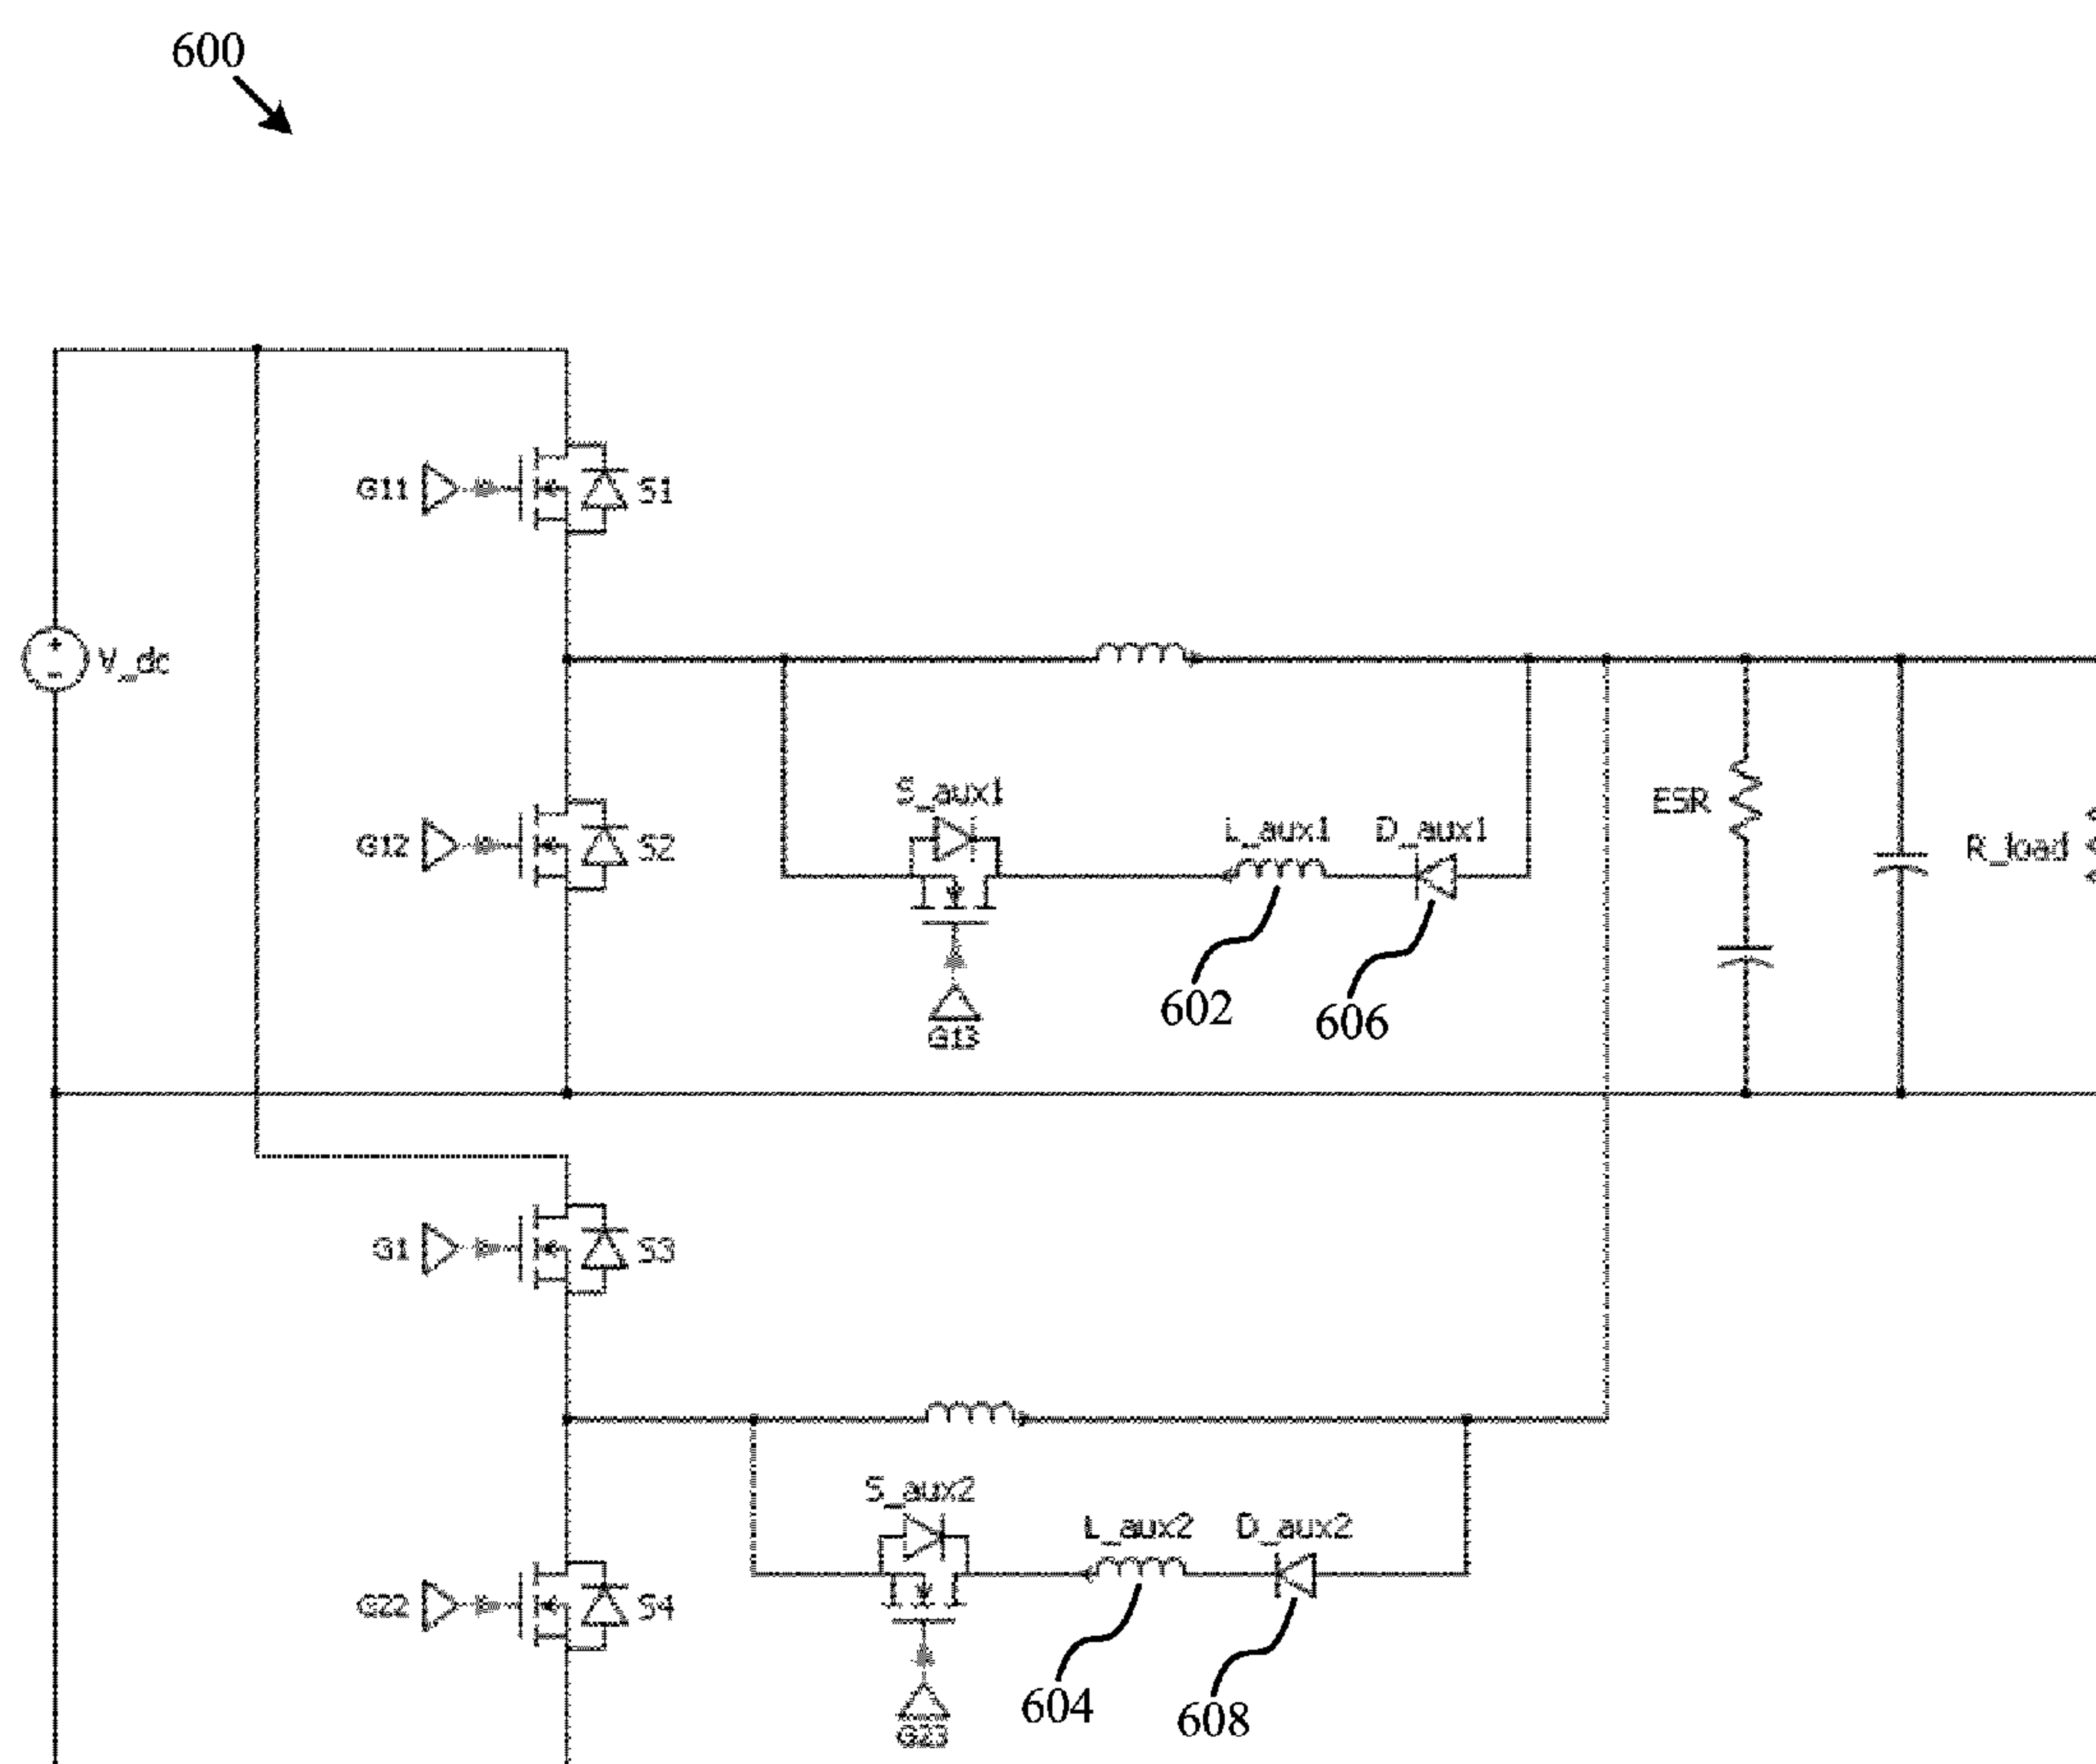 600
G11
S1
V_dc
S_aux1
G12
S2
L_aux1
D_aux1
ESR
R_load
602
606
G13
G1
S3
S_aux2
L_aux2
D_aux2
G22
S4
604
608
G23